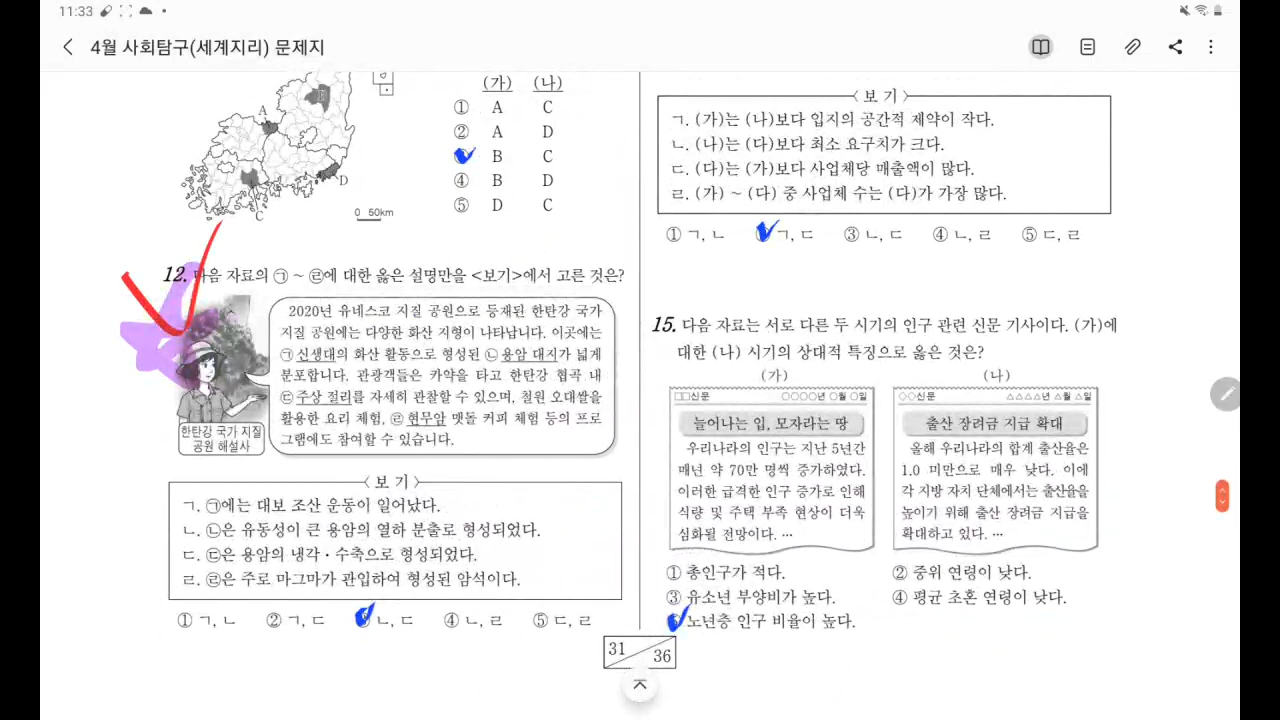 11:33
4월 사회탐구(세계지리) 문제지
(가) (나)
① A C
② A D
B C
④ B D
⑤ D C
A
D
C
0 50km
12. 다음 자료의 ㉠ ~ ㉣에 대한 옳은 설명만을 <보기>에서 고른 것은?
2020년 유네스코 지질 공원으로 등재된 한탄강 국가
지질 공원에는 다양한 화산 지형이 나타납니다. 이곳에는
㉠ 신생대의 화산 활동으로 형성된 ㉡ 용암 대지가 넓게
분포합니다. 관광객들은 카약을 타고 한탄강 협곡 내
㉢ 주상 절리를 자세히 관찰할 수 있으며, 철원 오대쌀을
활용한 요리 체험, ㉣ 현무암 맷돌 커피 체험 등의 프로
그램에도 참여할 수 있습니다.
한탄강 국가 지질
공원 해설사
<보 기>
ㄱ. ㉠에는 대보 조산 운동이 일어났다.
ㄴ. ㉡은 유동성이 큰 용암의 열하 분출로 형성되었다.
ㄷ. ㉢은 용암의 냉각·수축으로 형성되었다.
ㄹ. ㉣은 주로 마그마가 관입하여 형성된 암석이다.
① ㄱ, ㄴ ② ㄱ, ㄷ ㄴ, ㄷ ④ ㄴ, ㄹ ⑤ ㄷ, ㄹ
<보 기>
ㄱ. (가)는 (나)보다 입지의 공간적 제약이 작다.
ㄴ. (나)는 (다)보다 최소 요구치가 크다.
ㄷ. (다)는 (가)보다 사업체당 매출액이 많다.
ㄹ. (가) ~ (다) 중 사업체 수는 (다)가 가장 많다.
① ㄱ, ㄴ ㄱ, ㄷ ③ ㄴ, ㄷ ④ ㄴ, ㄹ ⑤ ㄷ, ㄹ
15. 다음 자료는 서로 다른 두 시기의 인구 관련 신문 기사이다. (가)에
대한 (나) 시기의 상대적 특징으로 옳은 것은?
(가)
□□신문 ○○○○년 ○월 ○일
늘어나는 입, 모자라는 땅
우리나라의 인구는 지난 5년간
매년 약 70만 명씩 증가하였다.
이러한 급격한 인구 증가로 인해
식량 및 주택 부족 현상이 더욱
심화될 전망이다. …
(나)
◇◇신문 △△△△년 △월 △일
출산 장려금 지급 확대
올해 우리나라의 합계 출산율은
1.0 미만으로 매우 낮다. 이에
각 지방 자치 단체에서는 출산율을
높이기 위해 출산 장려금 지급을
확대하고 있다. …
① 총인구가 적다. ② 중위 연령이 낮다.
③ 유소년 부양비가 높다. ④ 평균 초혼 연령이 낮다.
노년층 인구 비율이 높다.
31 36